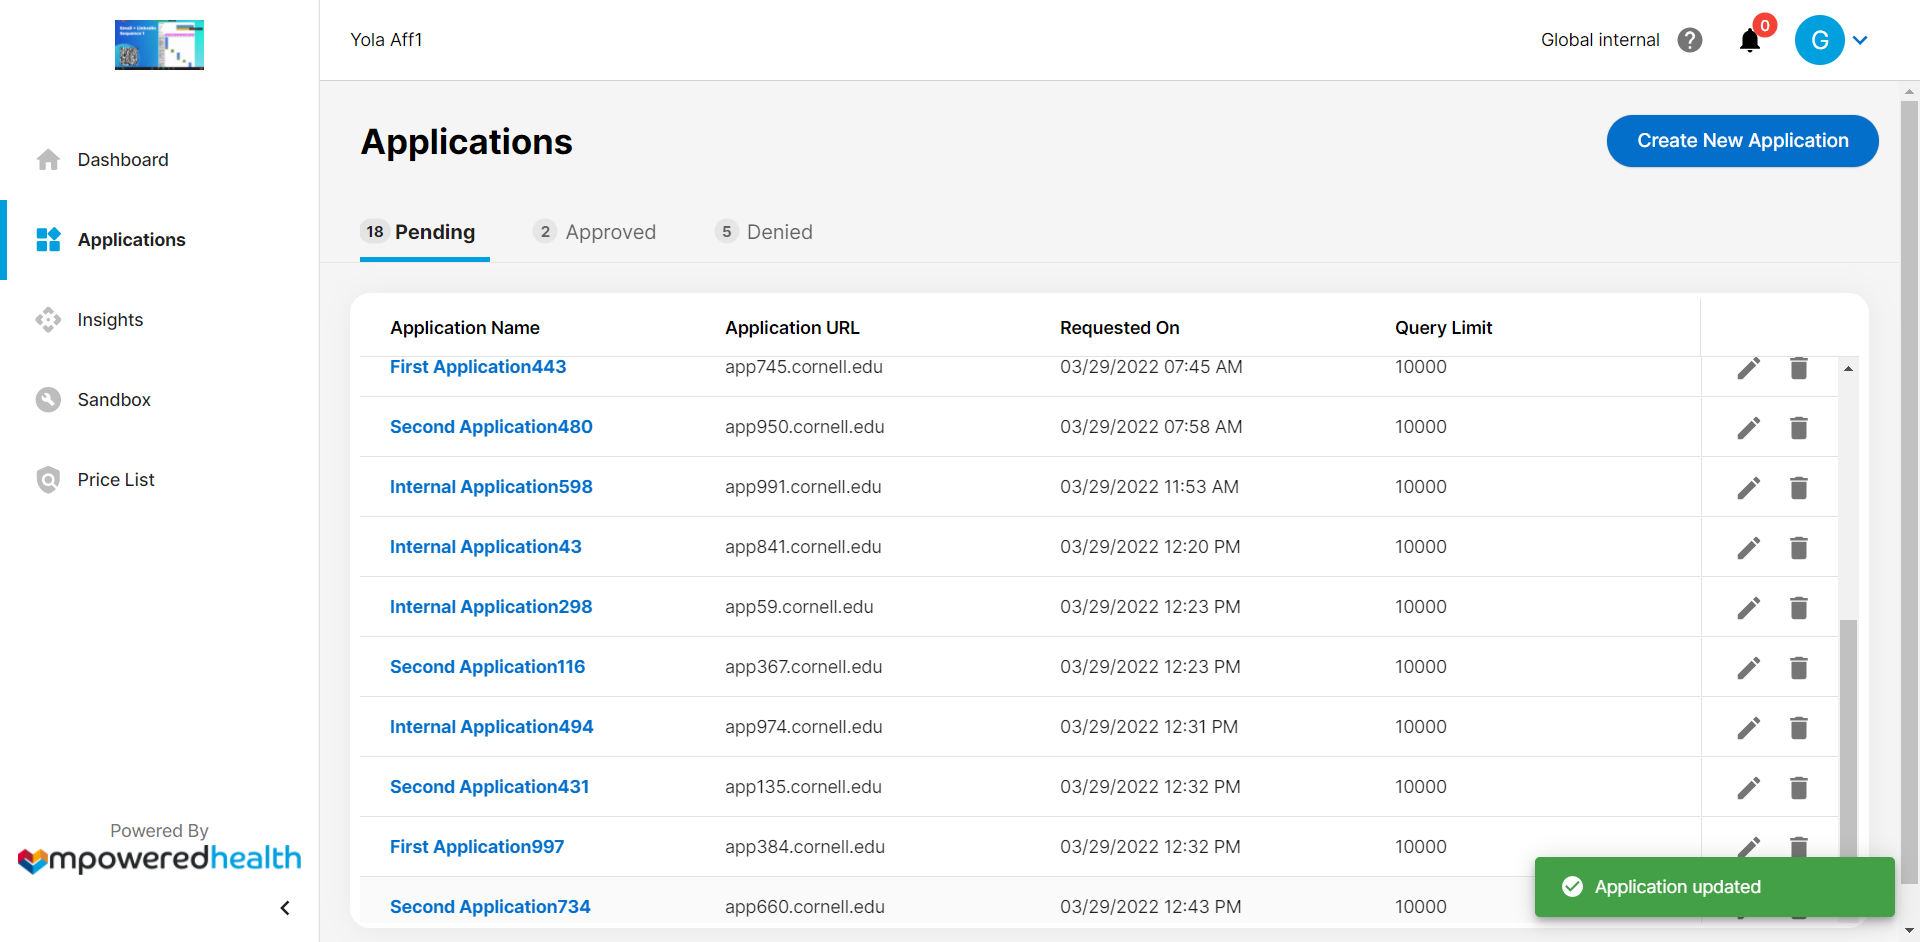 Yola Aff1
Global internal
0
G
Dashboard
Applications
Insights
Sandbox
Price List
Powered By
mpoweredhealth
Applications
Create New Application
18 Pending
2 Approved
5 Denied
Application Name Application URL Requested On Query Limit
First Application443 app745.cornell.edu 03/29/2022 07:45 AM 10000
Second Application480 app950.cornell.edu 03/29/2022 07:58 AM 10000
Internal Application598 app991.cornell.edu 03/29/2022 11:53 AM 10000
Internal Application43 app841.cornell.edu 03/29/2022 12:20 PM 10000
Internal Application298 app59.cornell.edu 03/29/2022 12:23 PM 10000
Second Application116 app367.cornell.edu 03/29/2022 12:23 PM 10000
Internal Application494 app974.cornell.edu 03/29/2022 12:31 PM 10000
Second Application431 app135.cornell.edu 03/29/2022 12:32 PM 10000
First Application997 app384.cornell.edu 03/29/2022 12:32 PM 10000
Second Application734 app660.cornell.edu 03/29/2022 12:43 PM 10000
Application updated